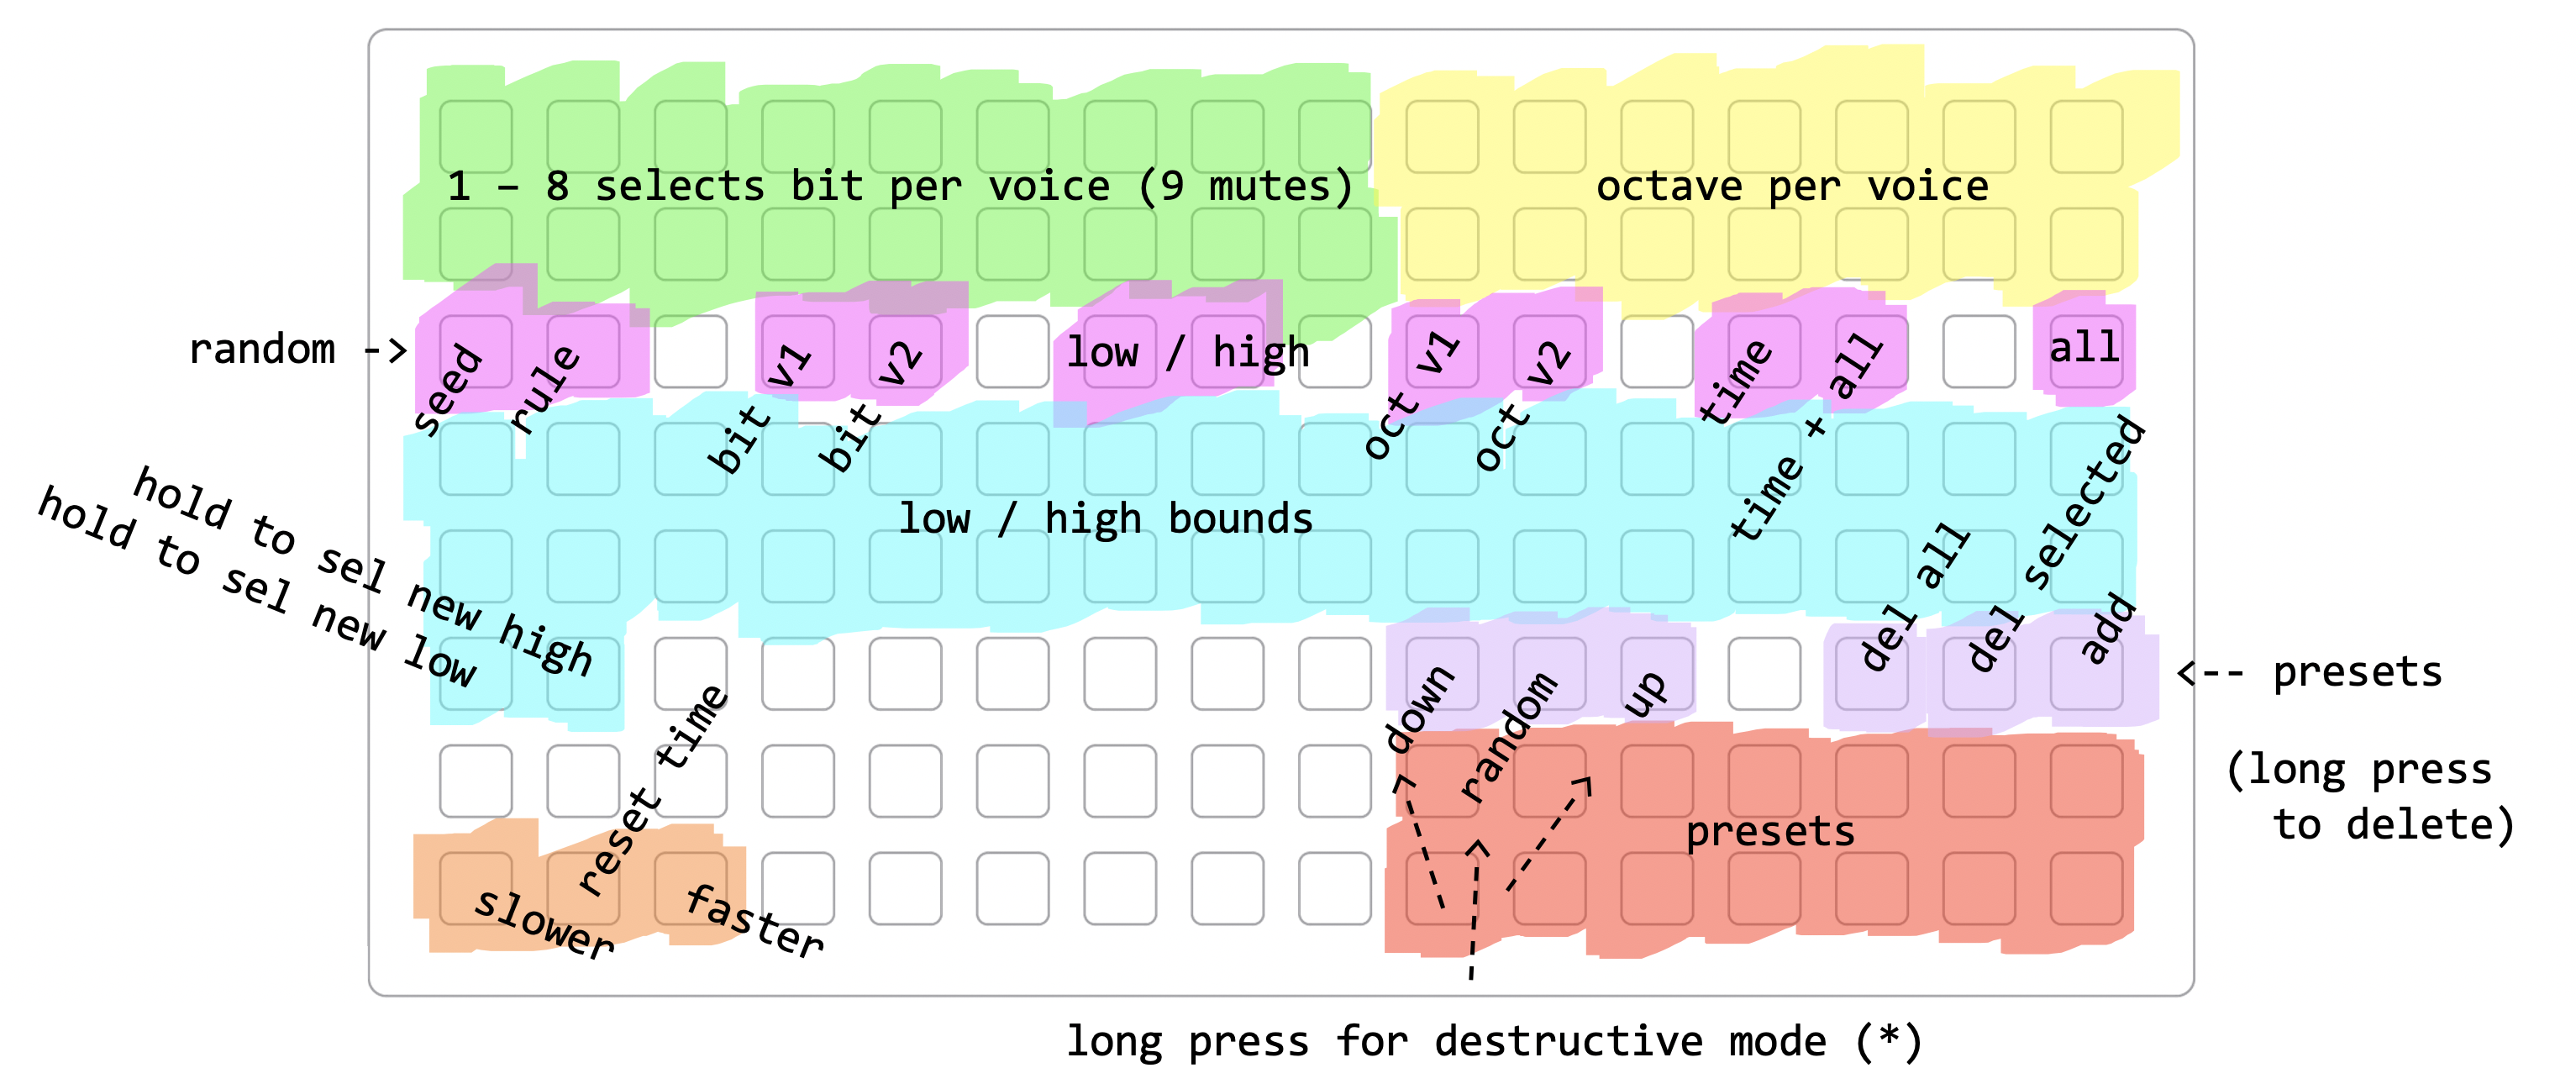 1 – 8 selects bit per voice (9 mutes)
octave per voice
random ->
seed
rule
bit v1
bit v2
low / high
oct v1
oct v2
time
time + all
all
low / high bounds
hold to sel new high
hold to sel new low
down
random
up
del all
del selected
add
<-- presets
(long press
to delete)
reset time
slower
faster
presets
long press for destructive mode (*)